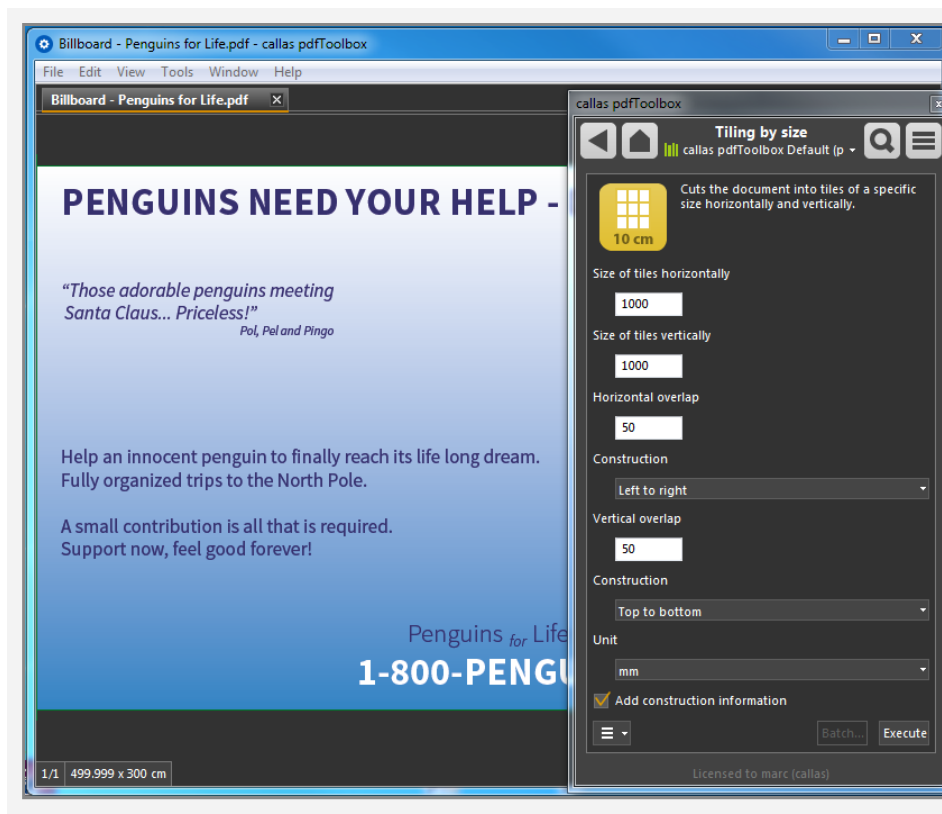 Billboard - Penguins for Life.pdf - callas pdfToolbox
File Edit View Tools Window Help
Billboard - Penguins for Life.pdf
PENGUINS NEED YOUR HELP -
“Those adorable penguins meeting
Santa Claus... Priceless!”
Pol, Pel and Pingo
Help an innocent penguin to finally reach its life long dream.
Fully organized trips to the North Pole.
A small contribution is all that is required.
Support now, feel good forever!
Penguins for Life
1-800-PENGU
1/1 499.999 x 300 cm
callas pdfToolbox
Tiling by size
callas pdfToolbox Default (p
10 cm
Cuts the document into tiles of a specific
size horizontally and vertically.
Size of tiles horizontally
1000
Size of tiles vertically
1000
Horizontal overlap
50
Construction
Left to right
Vertical overlap
50
Construction
Top to bottom
Unit
mm
Add construction information
Batch... Execute
Licensed to marc (callas)